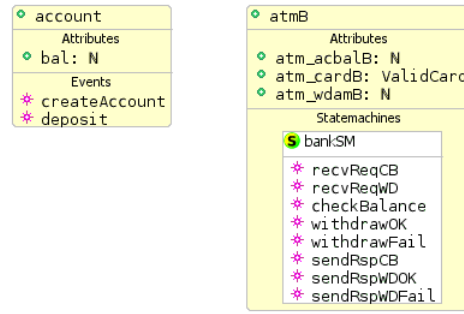 account
Attributes
bal: ℕ
Events
createAccount
deposit
atmB
Attributes
atm_acbalB: ℕ
atm_cardB: ValidCard
atm_wdamB: ℕ
Statemachines
S bankSM
recvReqCB
recvReqWD
checkBalance
withdrawOK
withdrawFail
sendRspCB
sendRspWDOK
sendRspWDFail